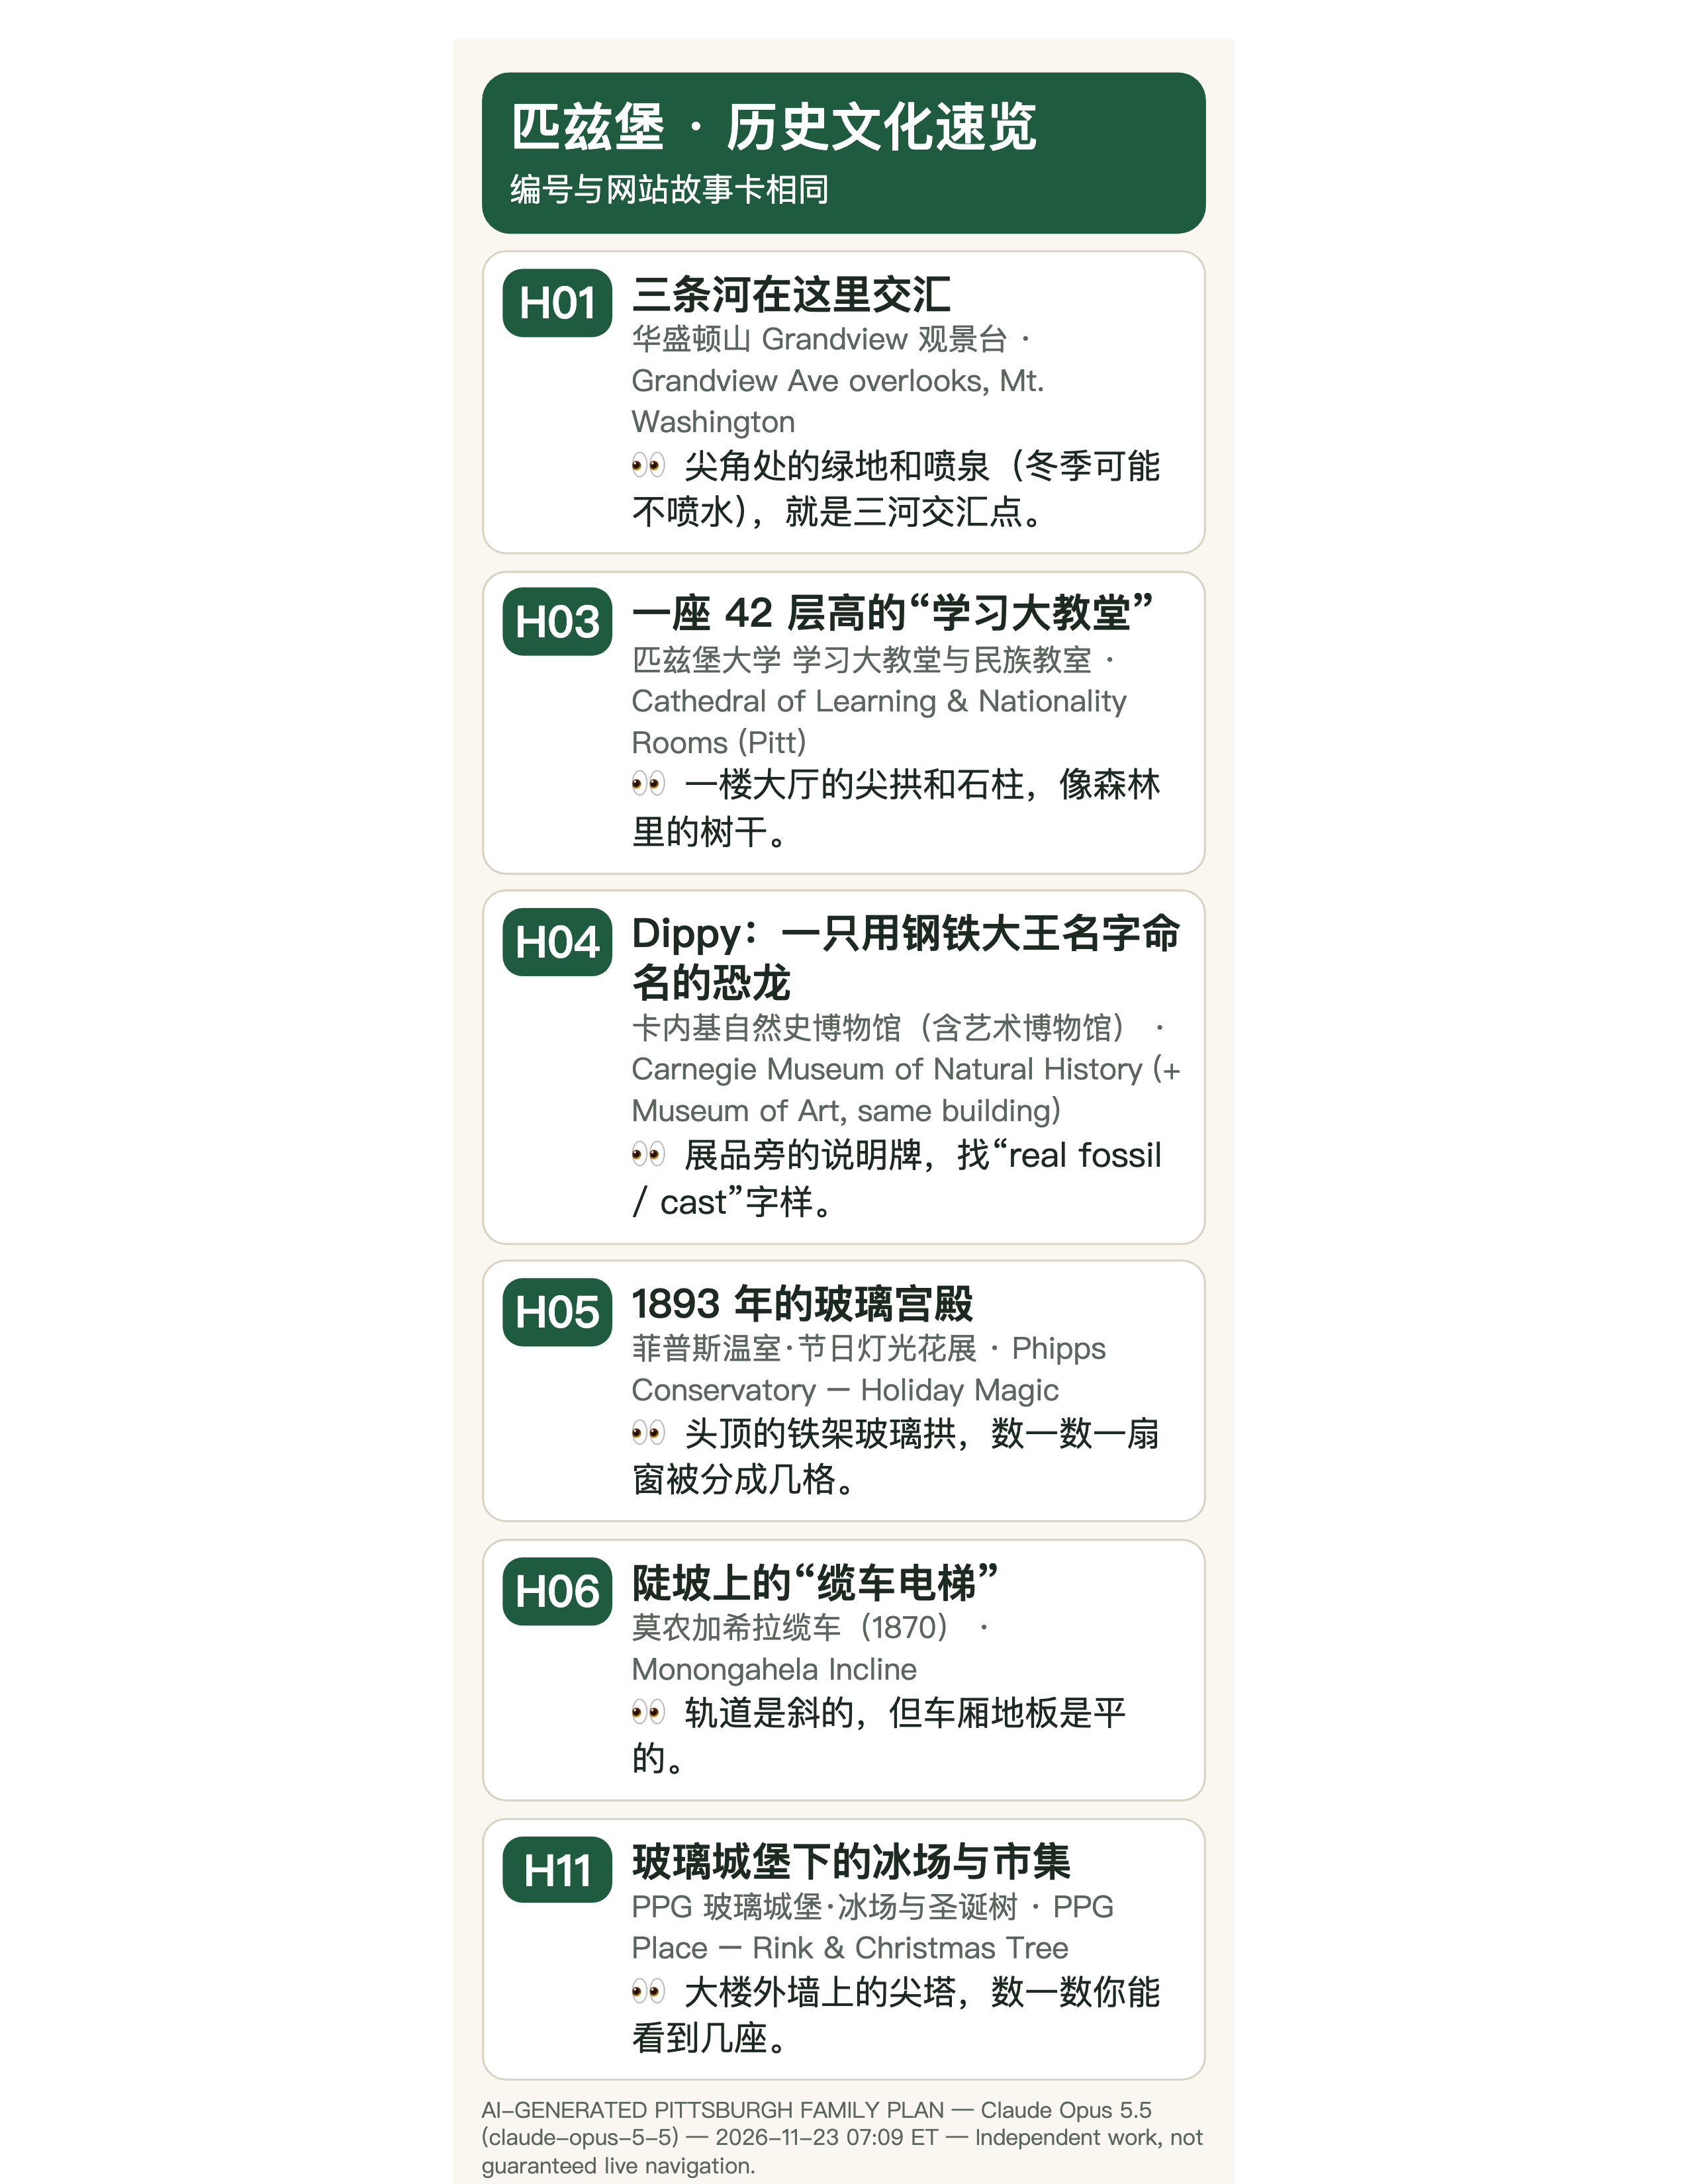 匹兹堡 · 历史文化速览
编号与网站故事卡相同
H01
三条河在这里交汇
华盛顿山 Grandview 观景台 ·
Grandview Ave overlooks, Mt.
Washington
👀 尖角处的绿地和喷泉（冬季可能
不喷水），就是三河交汇点。
H03
一座 42 层高的“学习大教堂”
匹兹堡大学 学习大教堂与民族教室 ·
Cathedral of Learning & Nationality
Rooms (Pitt)
👀 一楼大厅的尖拱和石柱，像森林
里的树干。
H04
Dippy：一只用钢铁大王名字命
名的恐龙
卡内基自然史博物馆（含艺术博物馆） ·
Carnegie Museum of Natural History (+
Museum of Art, same building)
👀 展品旁的说明牌，找“real fossil
/ cast”字样。
H05
1893 年的玻璃宫殿
菲普斯温室·节日灯光花展 · Phipps
Conservatory — Holiday Magic
👀 头顶的铁架玻璃拱，数一数一扇
窗被分成几格。
H06
陡坡上的“缆车电梯”
莫农加希拉缆车（1870） ·
Monongahela Incline
👀 轨道是斜的，但车厢地板是平
的。
H11
玻璃城堡下的冰场与市集
PPG 玻璃城堡·冰场与圣诞树 · PPG
Place — Rink & Christmas Tree
👀 大楼外墙上的尖塔，数一数你能
看到几座。
AI-GENERATED PITTSBURGH FAMILY PLAN — Claude Opus 5.5
(claude-opus-5-5) — 2026-11-23 07:09 ET — Independent work, not
guaranteed live navigation.